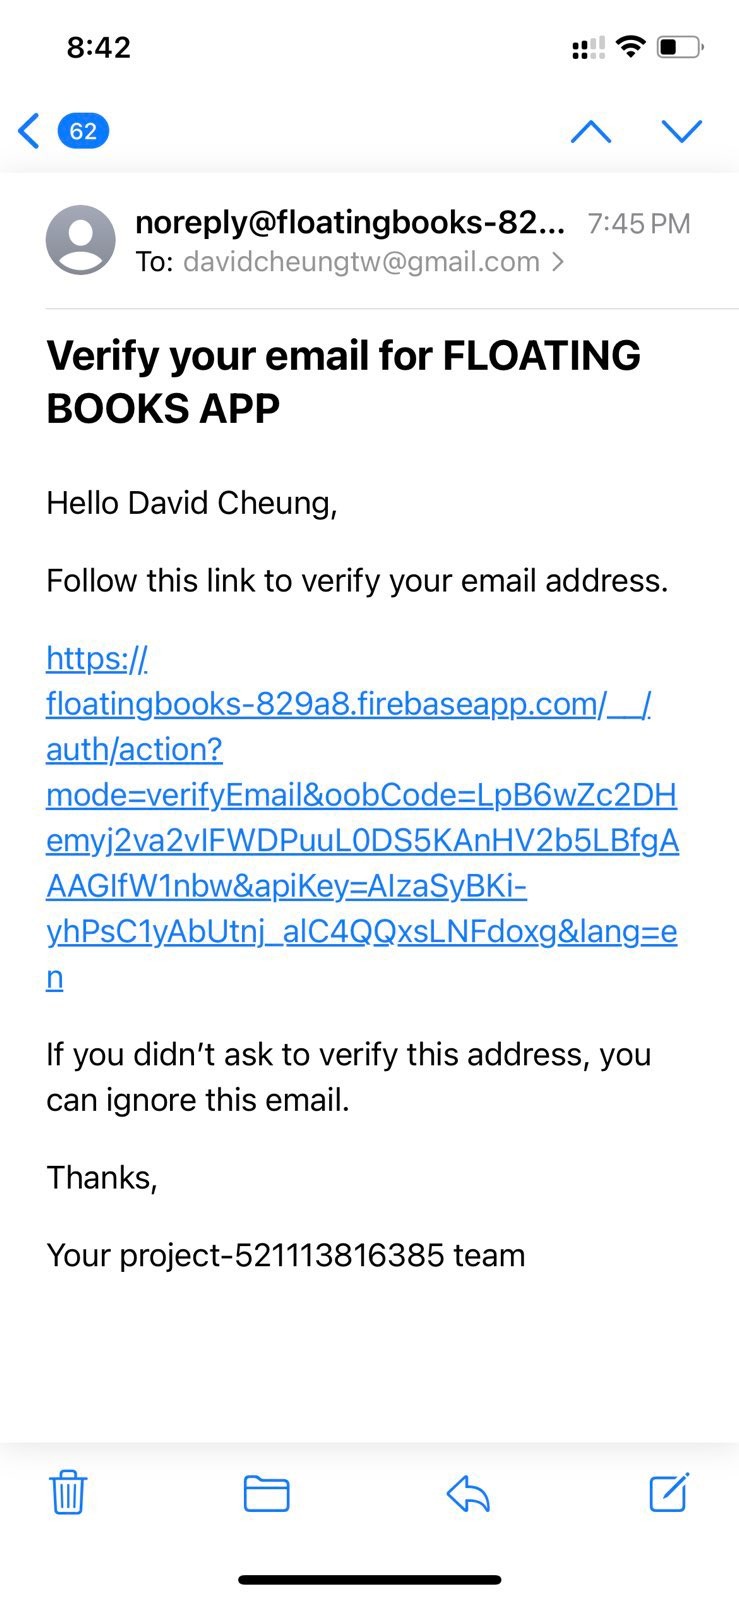 8:42
62
noreply@floatingbooks-82... 7:45 PM
To: davidcheungtw@gmail.com
Verify your email for FLOATING
BOOKS APP
Hello David Cheung,
Follow this link to verify your email address.
https://
floatingbooks-829a8.firebaseapp.com/__/
auth/action?
mode=verifyEmail&oobCode=LpB6wZc2DH
emyj2va2vIFWDPuuL0DS5KAnHV2b5LBfgA
AAGIfW1nbw&apiKey=AIzaSyBKi-
yhPsC1yAbUtnj_alC4QQxsLNFdoxg&lang=e
n
If you didn’t ask to verify this address, you
can ignore this email.
Thanks,
Your project-521113816385 team